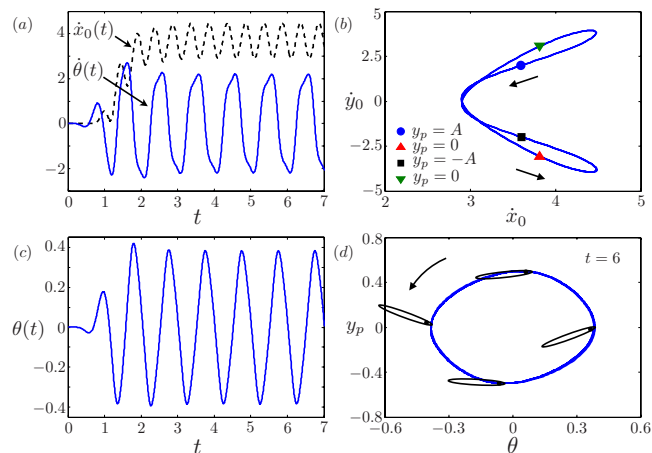 (a)
ẋ₀(t)
θ̇(t)
4
2
0
−2
0 1 2 3 4 5 6 7
t
(b)
5
2.5
ẏ₀
0
−2.5
−5
yₚ = A
yₚ = 0
yₚ = −A
yₚ = 0
2 3 4 5
ẋ₀
(c)
0.4
0.2
θ(t)
0
−0.2
−0.4
0 1 2 3 4 5 6 7
t
(d)
t = 6
0.8
0.4
yₚ
0
−0.4
−0.8
−0.6 −0.3 0 0.3 0.6
θ